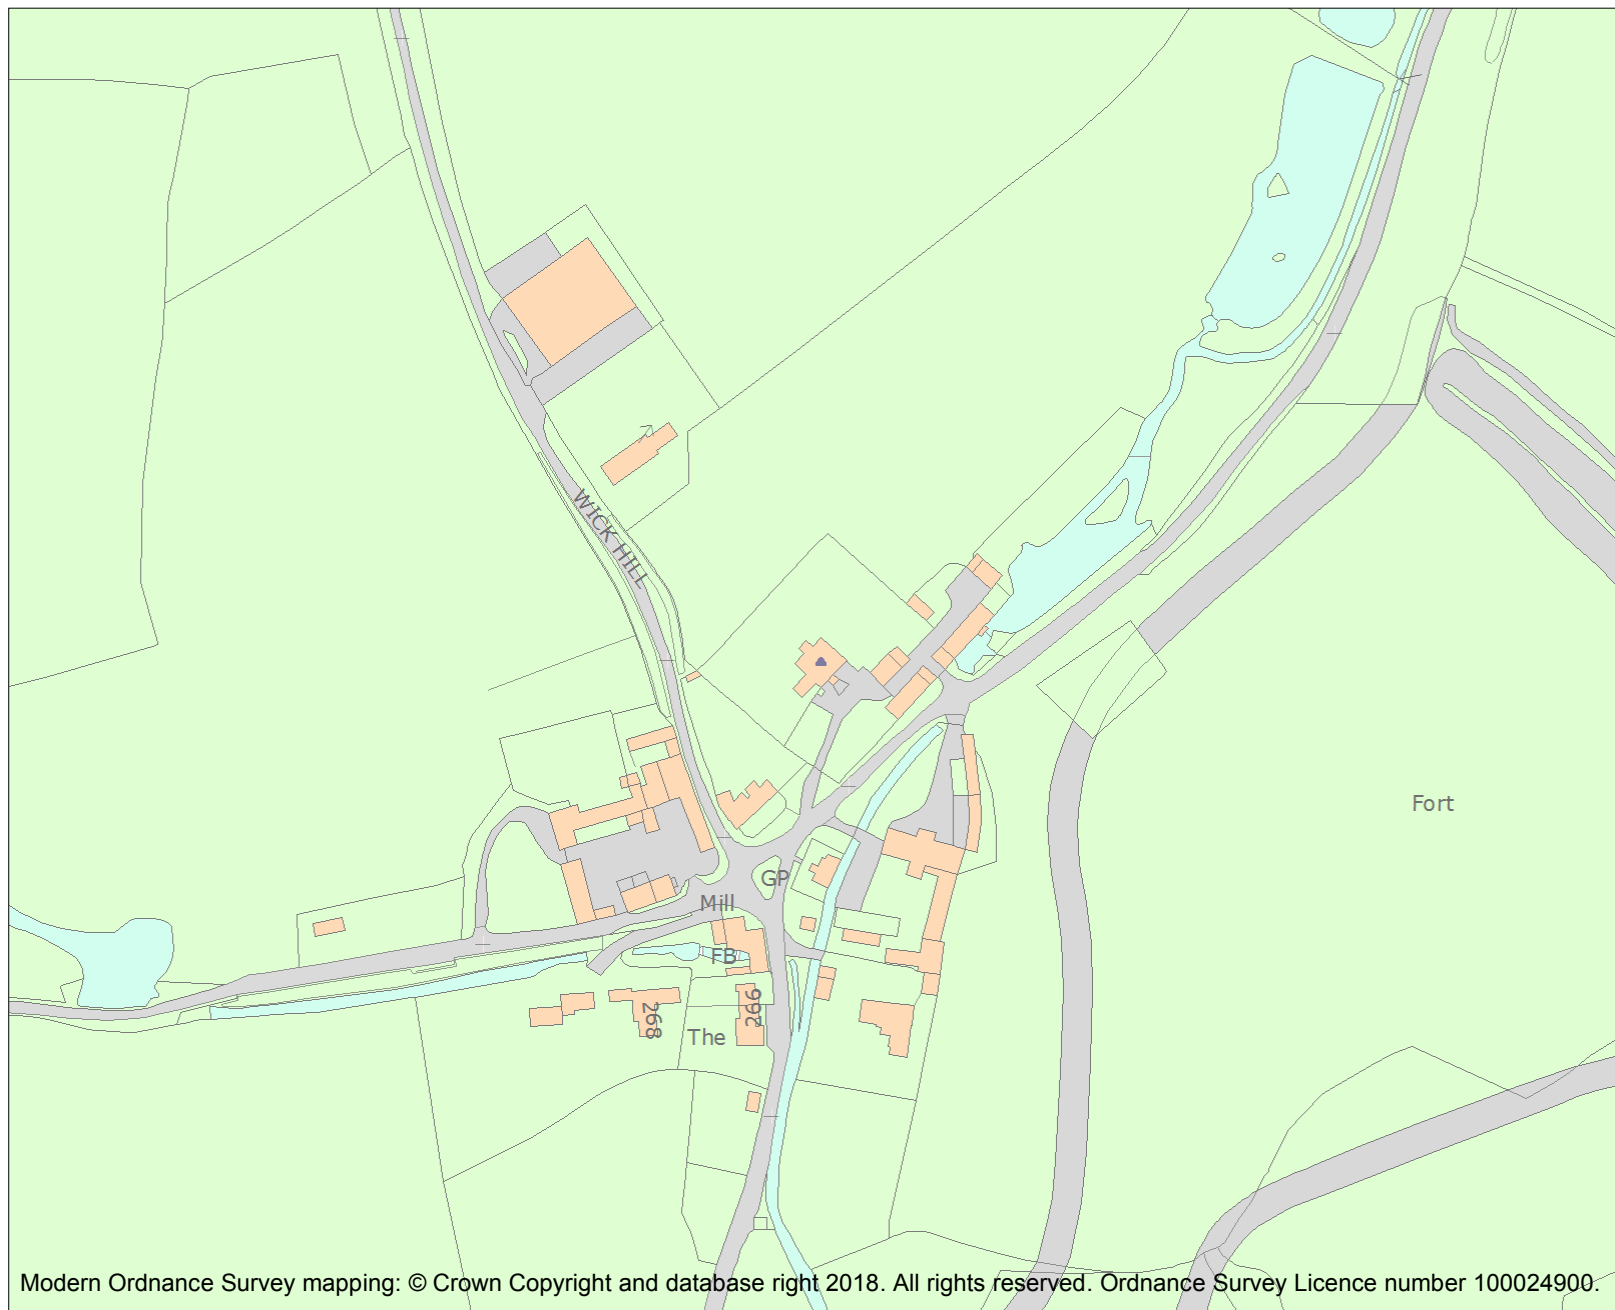 WICK HILL
Fort
GP
Mill
FB
266
268
The
Modern Ordnance Survey mapping: © Crown Copyright and database right 2018. All rights reserved. Ordnance Survey Licence number 100024900.